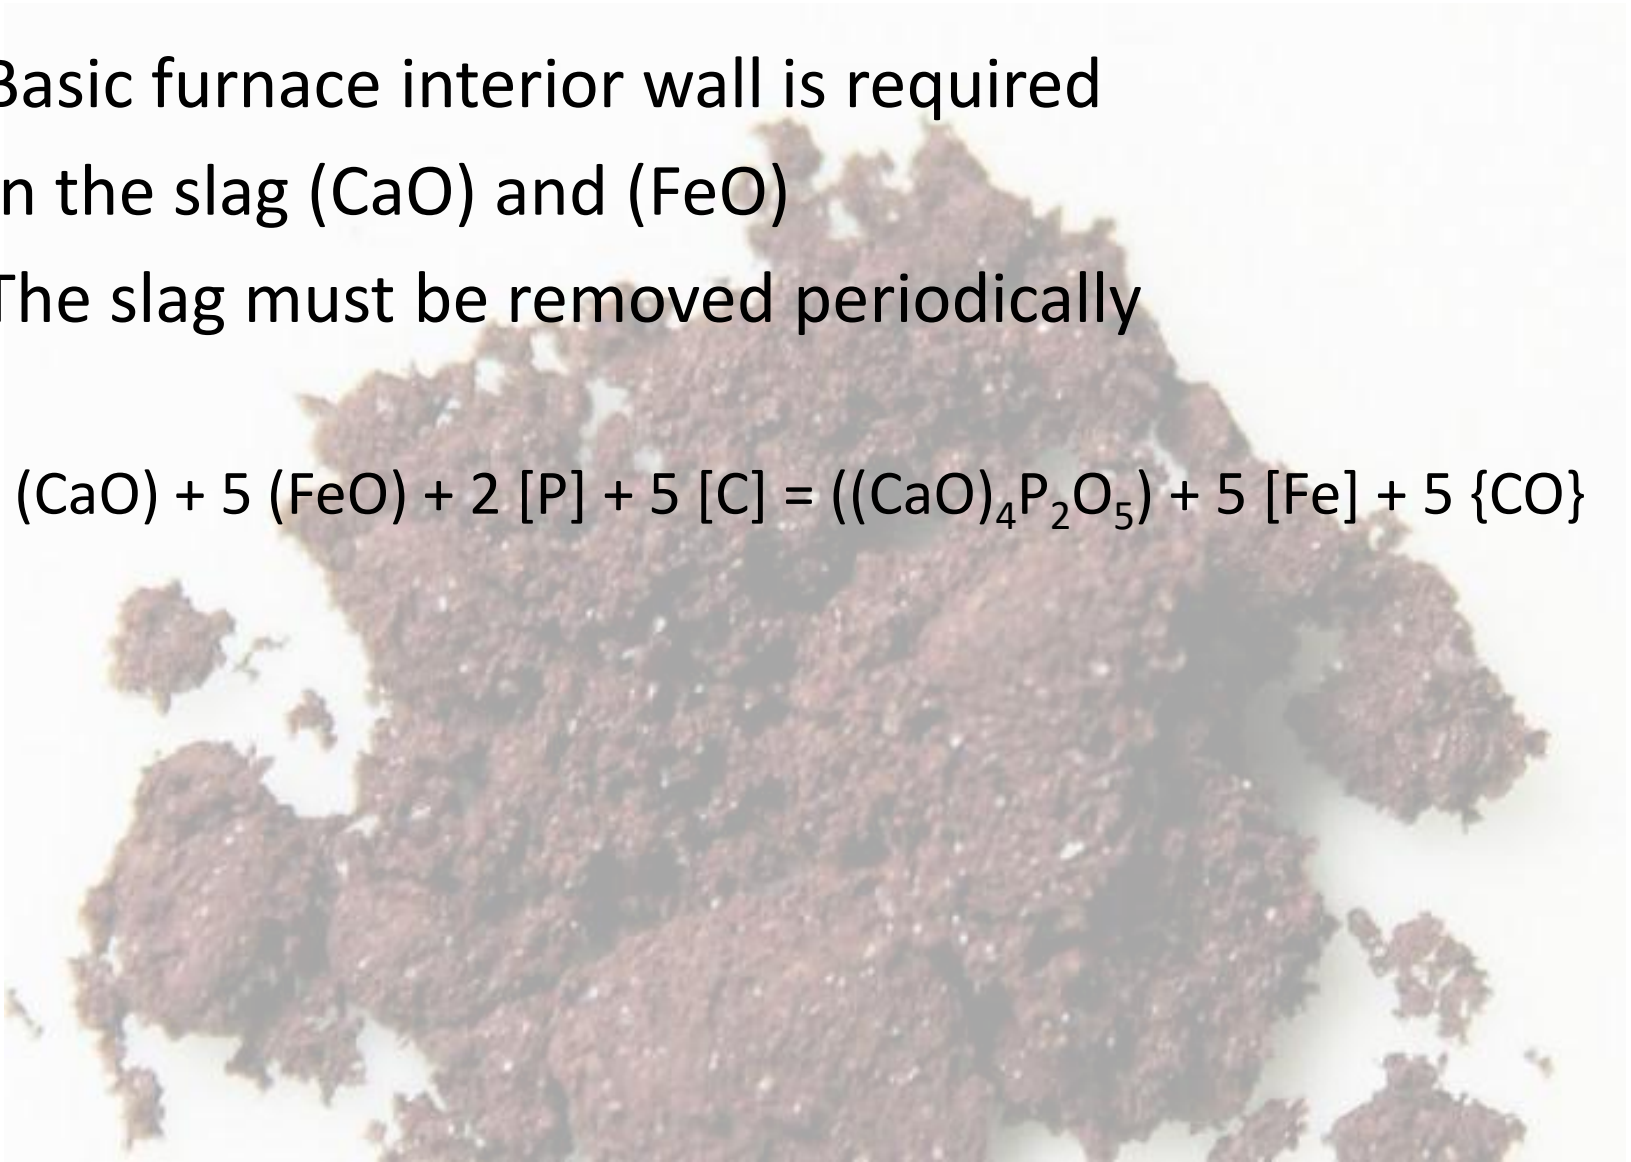 Basic furnace interior wall is required
n the slag (CaO) and (FeO)
The slag must be removed periodically
(CaO) + 5 (FeO) + 2 [P] + 5 [C] = ((CaO)₄P₂O₅) + 5 [Fe] + 5 {CO}